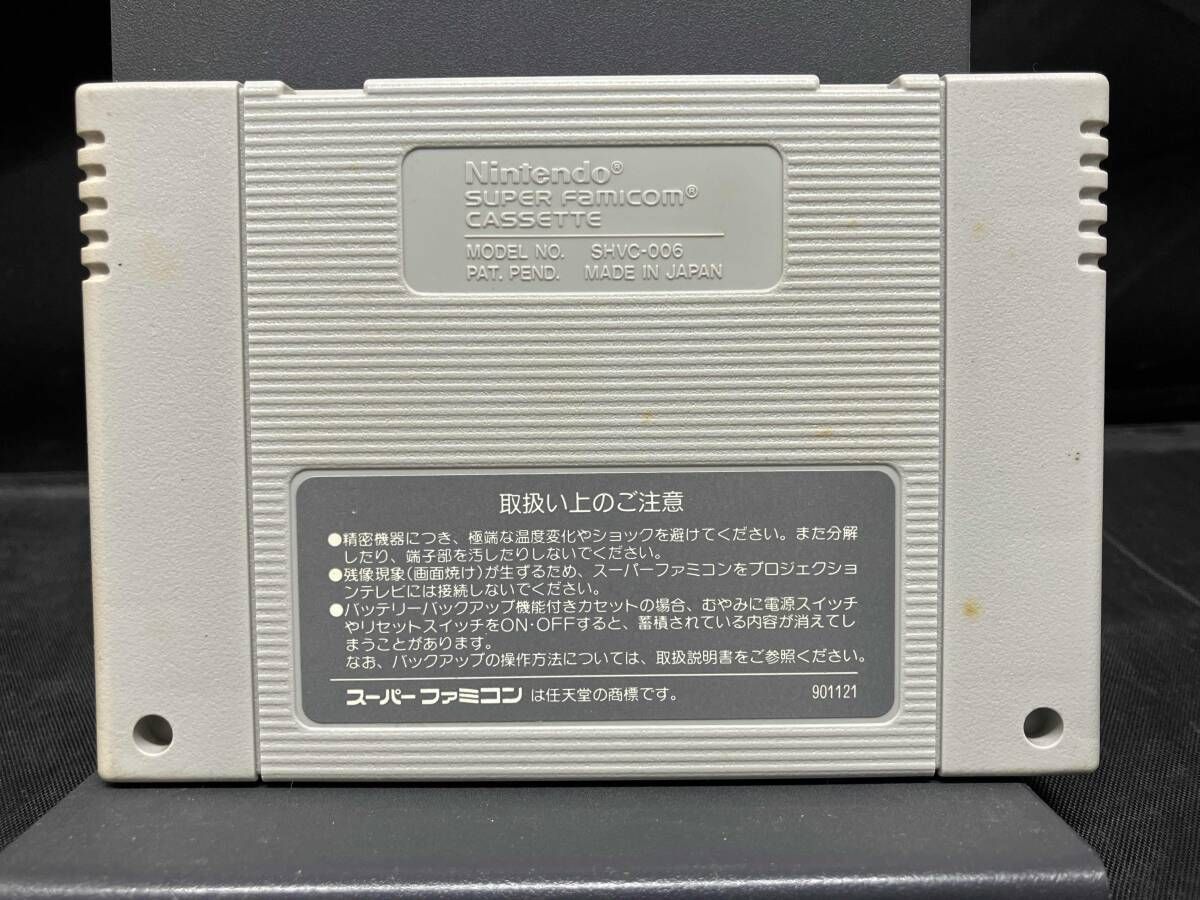 Nintendo®
SUPER FAMICOM®
CASSETTE
MODEL NO. SHVC-006
PAT. PEND. MADE IN JAPAN
取扱い上のご注意
●精密機器につき、極端な温度変化やショックを避けてください。また分解
したり、端子部を汚したりしないでください。
●残像現象(画面焼け)が生ずるため、スーパーファミコンをプロジェクショ
ンテレビには接続しないでください。
●バッテリーバックアップ機能付きカセットの場合、むやみに電源スイッチ
やリセットスイッチをON・OFFすると、蓄積されている内容が消えてし
まうことがあります。
なお、バックアップの操作方法については、取扱説明書をご参照ください。
スーパーファミコン は任天堂の商標です。 901121